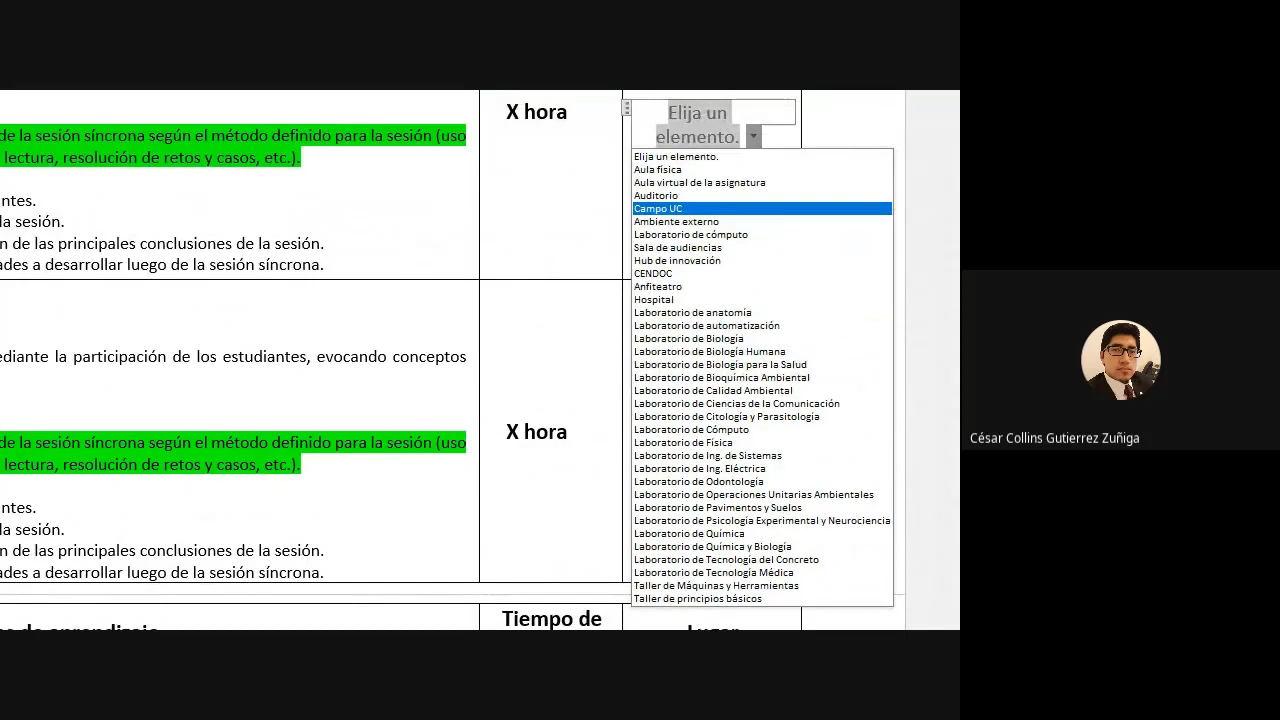 X hora
Elija un
elemento.
de la sesión síncrona según el método definido para la sesión (uso
lectura, resolución de retos y casos, etc.).
ntes.
la sesión.
n de las principales conclusiones de la sesión.
ades a desarrollar luego de la sesión síncrona.
Elija un elemento.
Aula física
Aula virtual de la asignatura
Auditorio
Campo UC
Ambiente externo
Laboratorio de cómputo
Sala de audiencias
Hub de innovación
CENDOC
Anfiteatro
Hospital
Laboratorio de anatomía
Laboratorio de automatización
Laboratorio de Biología
Laboratorio de Biología Humana
Laboratorio de Biología para la Salud
Laboratorio de Bioquímica Ambiental
Laboratorio de Calidad Ambiental
Laboratorio de Ciencias de la Comunicación
Laboratorio de Citología y Parasitología
Laboratorio de Cómputo
Laboratorio de Física
Laboratorio de Ing. de Sistemas
Laboratorio de Ing. Eléctrica
Laboratorio de Odontología
Laboratorio de Operaciones Unitarias Ambientales
Laboratorio de Pavimentos y Suelos
Laboratorio de Psicología Experimental y Neurociencia
Laboratorio de Química
Laboratorio de Química y Biología
Laboratorio de Tecnología del Concreto
Laboratorio de Tecnología Médica
Taller de Máquinas y Herramientas
Taller de principios básicos
ediante la participación de los estudiantes, evocando conceptos
X hora
de la sesión síncrona según el método definido para la sesión (uso
lectura, resolución de retos y casos, etc.).
ntes.
la sesión.
n de las principales conclusiones de la sesión.
ades a desarrollar luego de la sesión síncrona.
Tiempo de
de aprendizaje
Lugar
César Collins Gutierrez Zuñiga